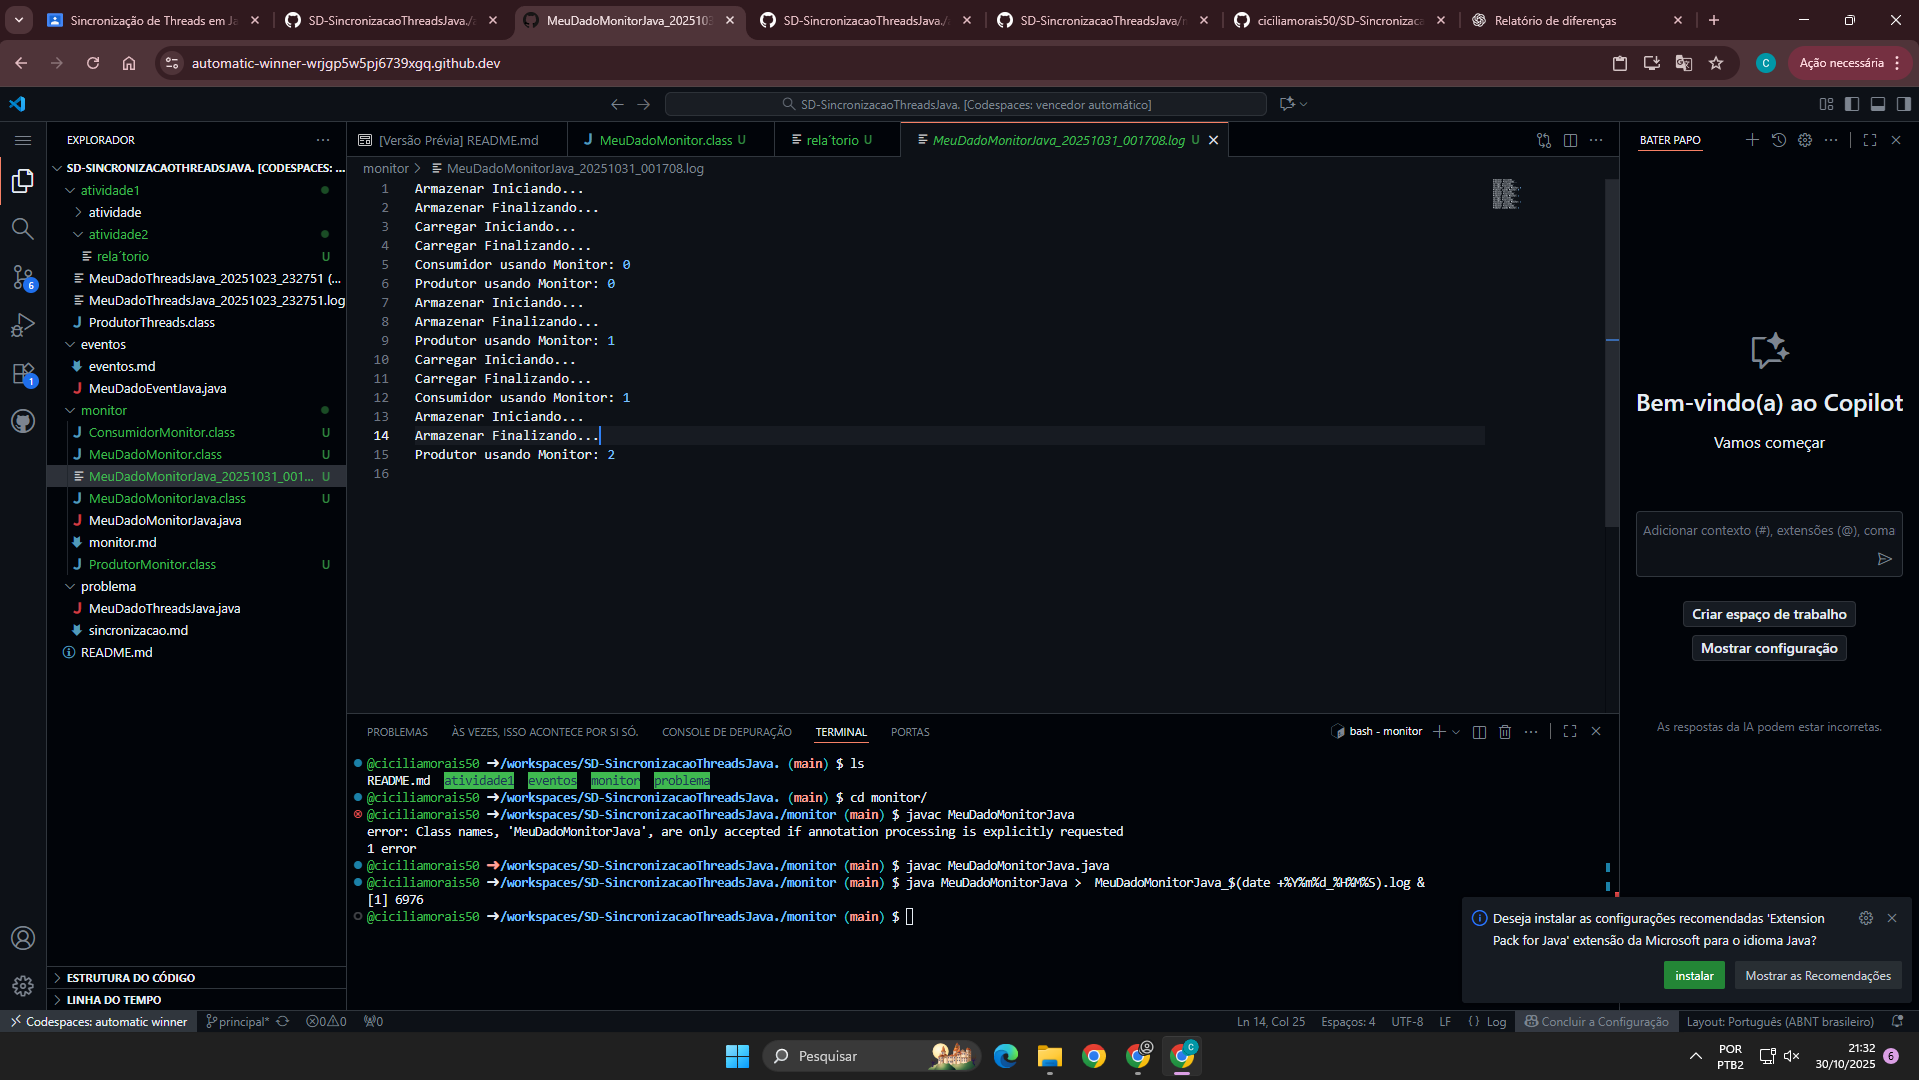 Sincronização de Threads em Ja
SD-SincronizacaoThreadsJava./a
MeuDadoMonitorJava_202510​3
SD-SincronizacaoThreadsJava./
SD-SincronizacaoThreadsJava/m
ciciliamorais50/SD-Sincronizac
Relatório de diferenças
automatic-winner-wrjgp5w5pj6739xgq.github.dev
C
Ação necessária
SD-SincronizacaoThreadsJava. [Codespaces: vencedor automático]
EXPLORADOR
[Versão Prévia] README.md
MeuDadoMonitor.class U
rela´torio U
MeuDadoMonitorJava_20251031_001708.log U
BATER PAPO
SD-SINCRONIZACAOTHREADSJAVA. [CODESPACES: ...
atividade1
atividade
atividade2
rela´torio U
MeuDadoThreadsJava_20251023_232751 (...
MeuDadoThreadsJava_20251023_232751.log
ProdutorThreads.class
eventos
eventos.md
MeuDadoEventJava.java
monitor
ConsumidorMonitor.class U
MeuDadoMonitor.class U
MeuDadoMonitorJava_20251031_001... U
MeuDadoMonitorJava.class U
MeuDadoMonitorJava.java
monitor.md
ProdutorMonitor.class U
problema
MeuDadoThreadsJava.java
sincronizacao.md
README.md
6
1
ESTRUTURA DO CÓDIGO
LINHA DO TEMPO
monitor > MeuDadoMonitorJava_20251031_001708.log
1 Armazenar Iniciando...
2 Armazenar Finalizando...
3 Carregar Iniciando...
4 Carregar Finalizando...
5 Consumidor usando Monitor: 0
6 Produtor usando Monitor: 0
7 Armazenar Iniciando...
8 Armazenar Finalizando...
9 Produtor usando Monitor: 1
10 Carregar Iniciando...
11 Carregar Finalizando...
12 Consumidor usando Monitor: 1
13 Armazenar Iniciando...
14 Armazenar Finalizando...
15 Produtor usando Monitor: 2
16
Bem-vindo(a) ao Copilot
Vamos começar
Adicionar contexto (#), extensões (@), coma
Criar espaço de trabalho
Mostrar configuração
As respostas da IA podem estar incorretas.
PROBLEMAS ÀS VEZES, ISSO ACONTECE POR SI SÓ. CONSOLE DE DEPURAÇÃO TERMINAL PORTAS
bash - monitor
@ciciliamorais50 ➜/workspaces/SD-SincronizacaoThreadsJava. (main) $ ls
README.md atividade1 eventos monitor problema
@ciciliamorais50 ➜/workspaces/SD-SincronizacaoThreadsJava. (main) $ cd monitor/
@ciciliamorais50 ➜/workspaces/SD-SincronizacaoThreadsJava./monitor (main) $ javac MeuDadoMonitorJava
error: Class names, 'MeuDadoMonitorJava', are only accepted if annotation processing is explicitly requested
1 error
@ciciliamorais50 ➜/workspaces/SD-SincronizacaoThreadsJava./monitor (main) $ javac MeuDadoMonitorJava.java
@ciciliamorais50 ➜/workspaces/SD-SincronizacaoThreadsJava./monitor (main) $ java MeuDadoMonitorJava > MeuDadoMonitorJava_$(date +%Y%m%d_%H%M%S).log &
[1] 6976
@ciciliamorais50 ➜/workspaces/SD-SincronizacaoThreadsJava./monitor (main) $
Deseja instalar as configurações recomendadas 'Extension
Pack for Java' extensão da Microsoft para o idioma Java?
instalar
Mostrar as Recomendações
Codespaces: automatic winner
principal*
0 0
0
Ln 14, Col 25
Espaços: 4
UTF-8
LF
{ } Log
Concluir a Configuração
Layout: Português (ABNT brasileiro)
Pesquisar
C
POR
PTB2
21:32
30/10/2025
6